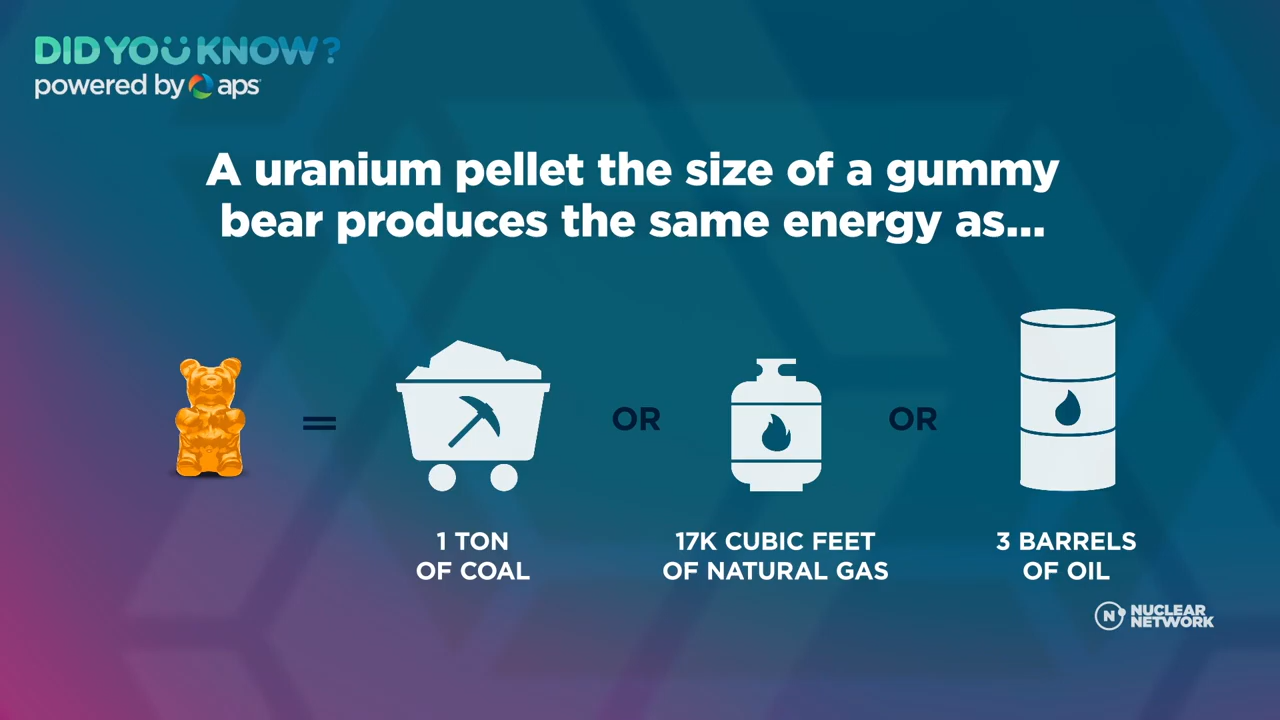 DID YOU KNOW?
powered by aps
A uranium pellet the size of a gummy
bear produces the same energy as...
=
OR
OR
1 TON
OF COAL
17K CUBIC FEET
OF NATURAL GAS
3 BARRELS
OF OIL
N NUCLEAR
NETWORK